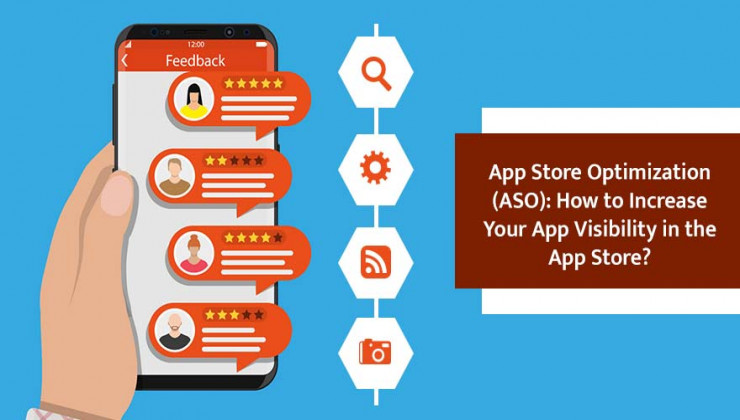 12:00
Feedback
App Store Optimization
(ASO): How to Increase
Your App Visibility in the
App Store?